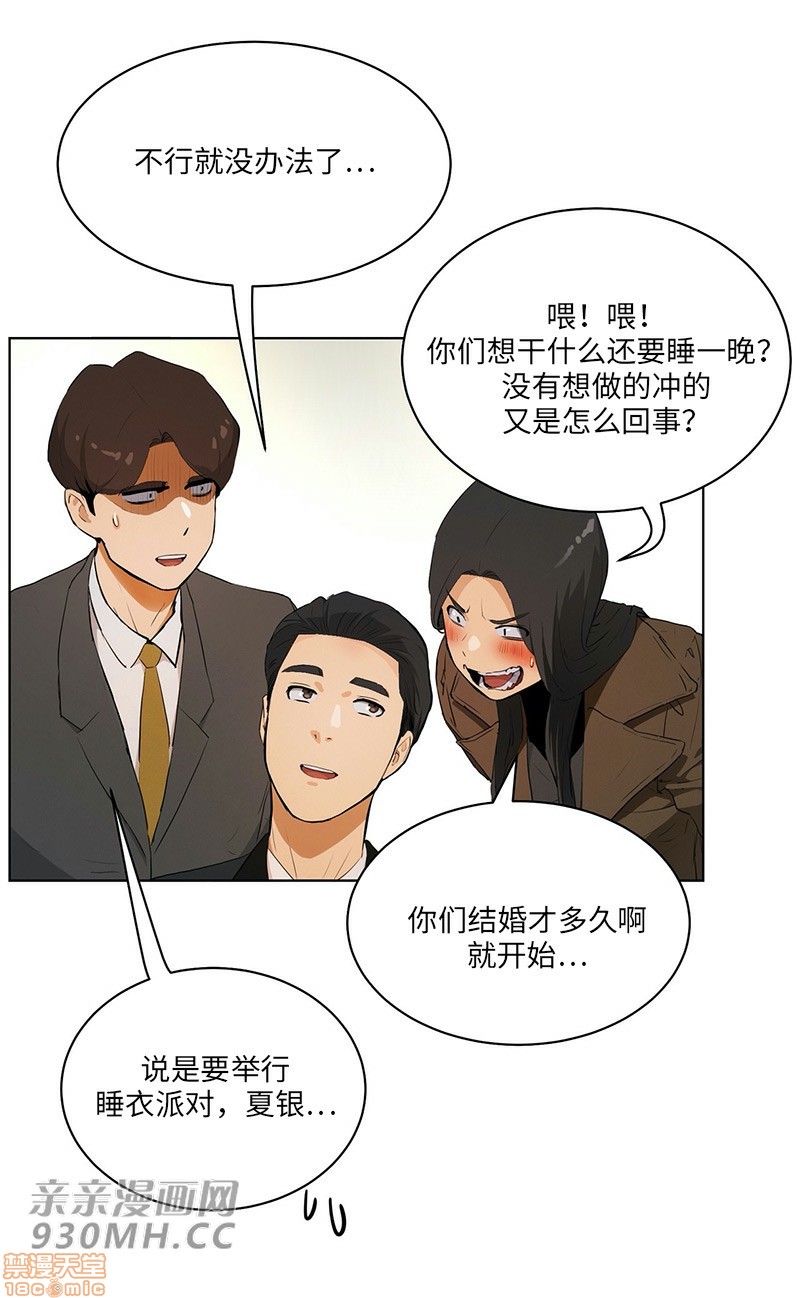 不行就没办法了...
喂！喂！
你们想干什么还要睡一晚？
没有想做的冲的
又是怎么回事？
你们结婚才多久啊
就开始...
说是要举行
睡衣派对，夏银...
亲亲漫画网
930MH.CC
禁漫天堂
18COMIC